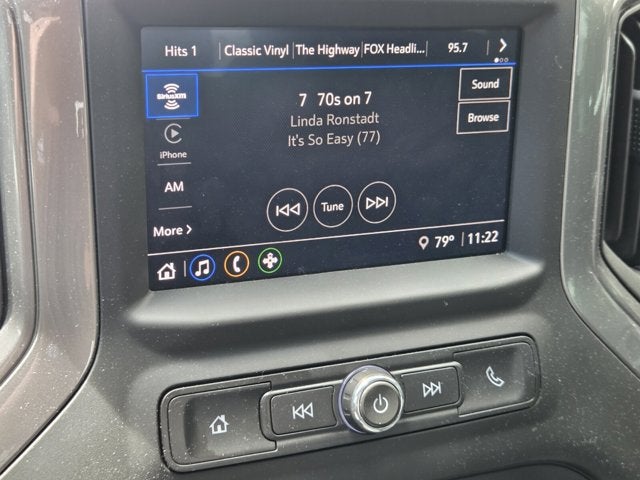 Hits 1 Classic Vinyl The Highway FOX Headli... 95.7
SiriusXM
7 70s on 7
Linda Ronstadt
It's So Easy (77)
Sound
Browse
iPhone
AM
Tune
More
79° 11:22